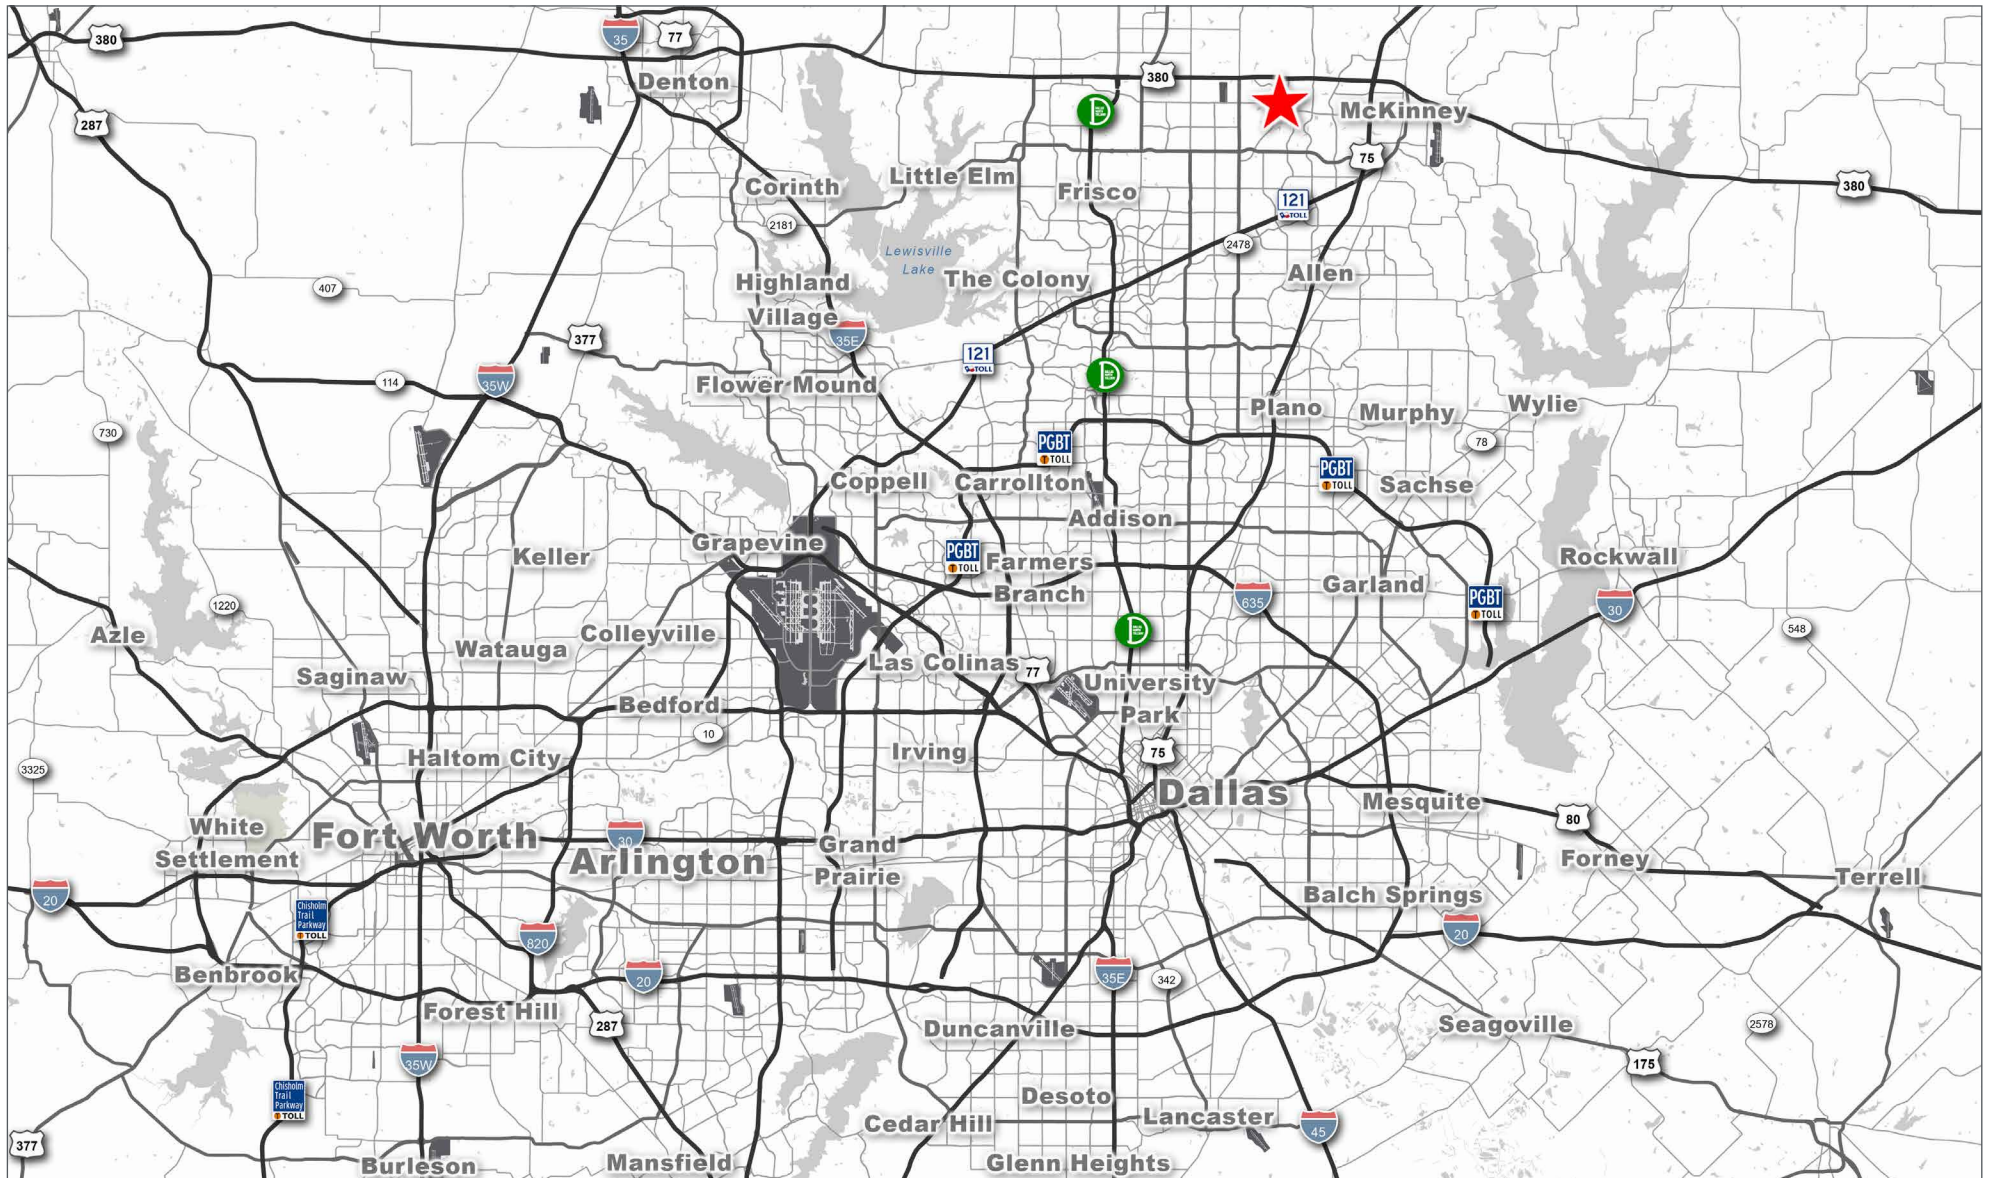 380
35
77
Denton
380
McKinney
287
75
Corinth
Little Elm
Frisco
380
121
TOLL
2181
2478
Lewisville
Lake
Allen
407
Highland
Village
The Colony
377
35E
121
TOLL
114
35W
Flower Mound
Plano
Murphy
Wylie
730
78
PGBT
TOLL
PGBT
TOLL
Coppell
Carrollton
Sachse
Addison
Grapevine
Keller
PGBT
TOLL
Farmers
Branch
Garland
Rockwall
635
PGBT
TOLL
30
1220
Azle
Watauga
Colleyville
548
Saginaw
Las Colinas
77
University
Park
Bedford
10
Irving
75
3325
Haltom City
Dallas
Mesquite
80
White
Settlement
Fort Worth
30
Arlington
Grand
Prairie
Forney
Terrell
20
Balch Springs
Chisholm
Trail
Parkway
TOLL
820
20
Benbrook
20
35E
342
Forest Hill
287
Duncanville
Seagoville
2578
35W
175
Chisholm
Trail
Parkway
TOLL
Desoto
Cedar Hill
Lancaster
45
377
Burleson
Mansfield
Glenn Heights